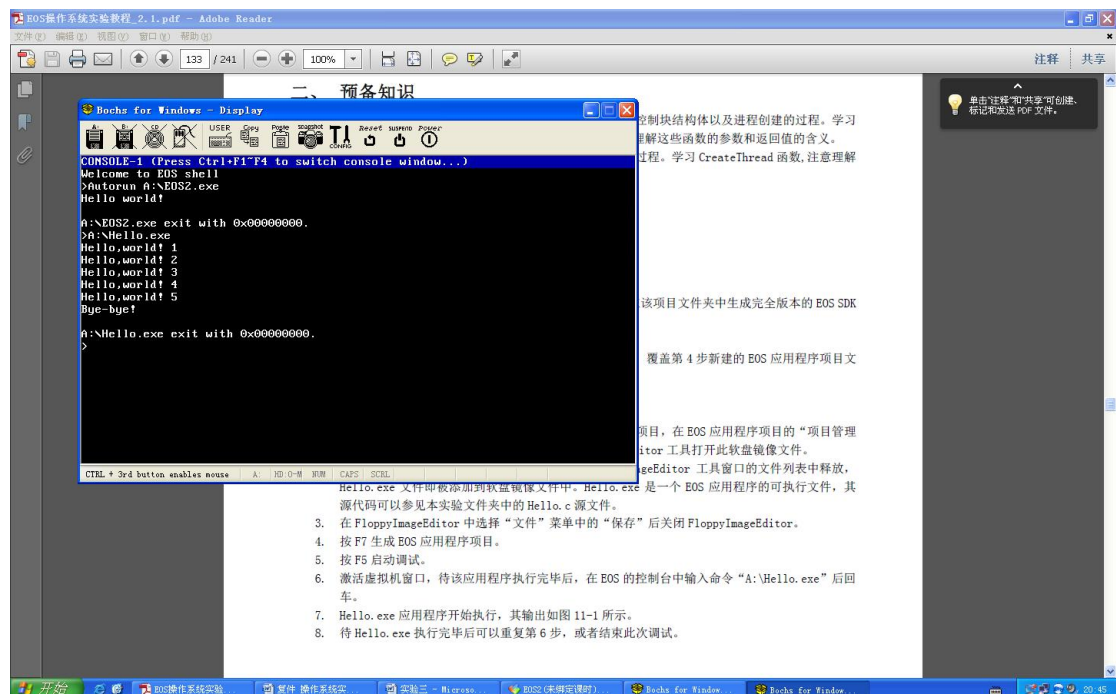 EOS操作系统实验教程_2.1.pdf - Adobe Reader
文件(F) 编辑(E) 视图(V) 窗口(W) 帮助(H)
133 / 241
100%
注释 共享
二、 预备知识
控制块结构体以及进程创建的过程。学习
理解这些函数的参数和返回值的含义。
过程。学习 CreateThread 函数,注意理解
单击“注释”和“共享”可创建、
标记和发送 PDF 文件。
Bochs for Windows - Display
A: B: CD USER Copy Paste snapshot CONFIG Reset SUSPEND Power
CONSOLE-1 (Press Ctrl+F1~F4 to switch console window...)
Welcome to EOS shell
>Autorun A:\EOS2.exe
Hello world!
A:\EOS2.exe exit with 0x00000000.
>A:\Hello.exe
Hello,world! 1
Hello,world! 2
Hello,world! 3
Hello,world! 4
Hello,world! 5
Bye-bye!
A:\Hello.exe exit with 0x00000000.
>
CTRL + 3rd button enables mouse A: HD:0-M NUM CAPS SCRL
该项目文件夹中生成完全版本的 EOS SDK
覆盖第 4 步新建的 EOS 应用程序项目文
项目，在 EOS 应用程序项目的“项目管理
itor 工具打开此软盘镜像文件。
geEditor 工具窗口的文件列表中释放，
Hello.exe 文件即被添加到软盘镜像文件中。Hello.exe 是一个 EOS 应用程序的可执行文件，其
源代码可以参见本实验文件夹中的 Hello.c 源文件。
3. 在 FloppyImageEditor 中选择“文件”菜单中的“保存”后关闭 FloppyImageEditor。
4. 按 F7 生成 EOS 应用程序项目。
5. 按 F5 启动调试。
6. 激活虚拟机窗口，待该应用程序执行完毕后，在 EOS 的控制台中输入命令“A:\Hello.exe”后回
车。
7. Hello.exe 应用程序开始执行，其输出如图 11-1 所示。
8. 待 Hello.exe 执行完毕后可以重复第 6 步，或者结束此次调试。
开始 EOS操作系统实验... 复件 操作系统实... 实验三 - Microso... EOS2(未绑定课时)... Bochs for Window... Bochs for Window... 20:45